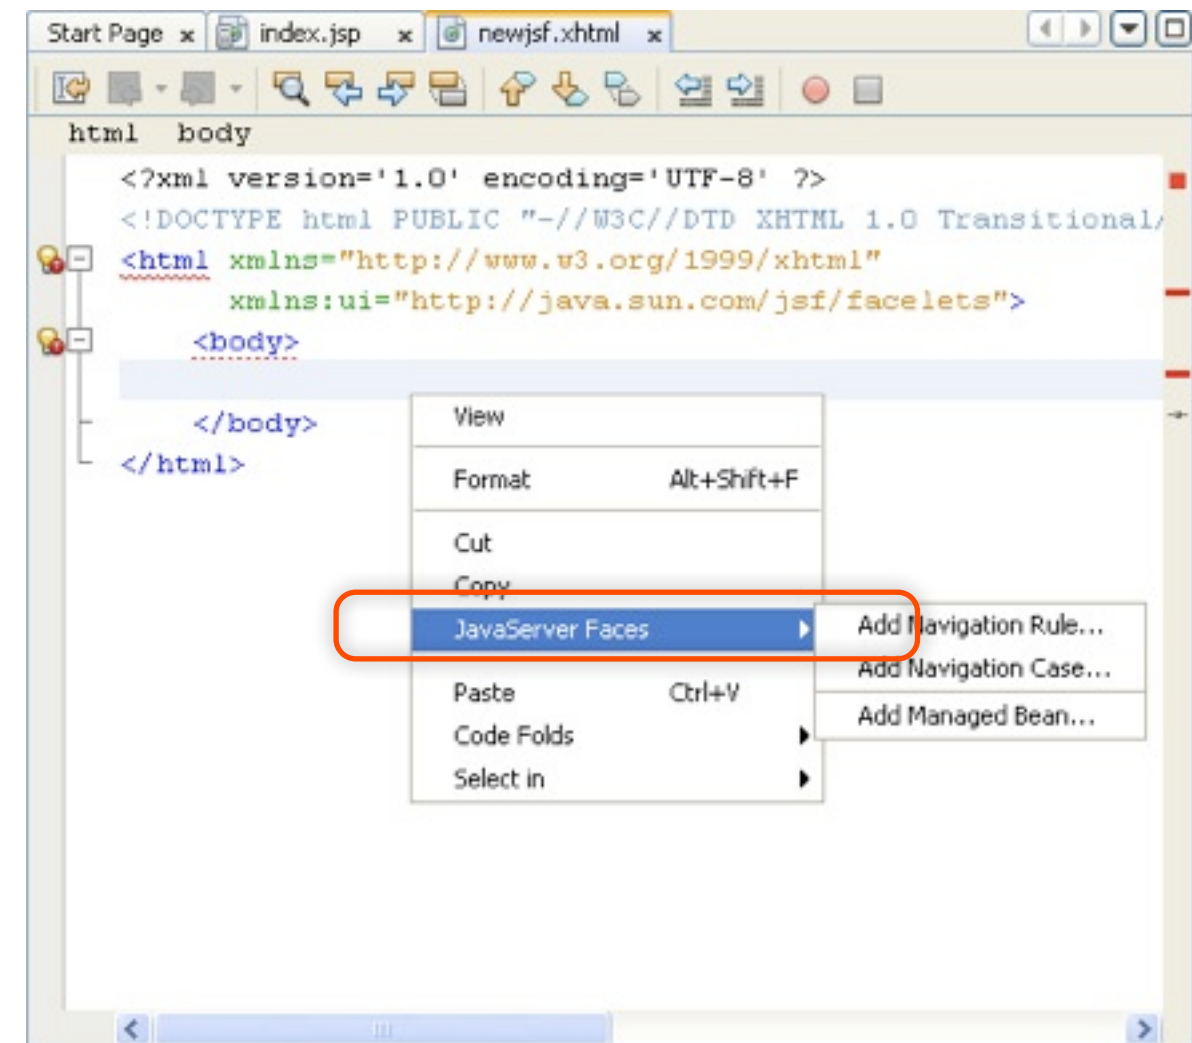 Start Page x index.jsp x newjsf.xhtml x
html body
<?xml version='1.0' encoding='UTF-8' ?>
<!DOCTYPE html PUBLIC "-//W3C//DTD XHTML 1.0 Transitional/
<html xmlns="http://www.w3.org/1999/xhtml"
xmlns:ui="http://java.sun.com/jsf/facelets">
<body>
</body>
</html>
View
Format Alt+Shift+F
Cut
Copy
JavaServer Faces
Paste Ctrl+V
Code Folds
Select in
Add Navigation Rule...
Add Navigation Case...
Add Managed Bean...